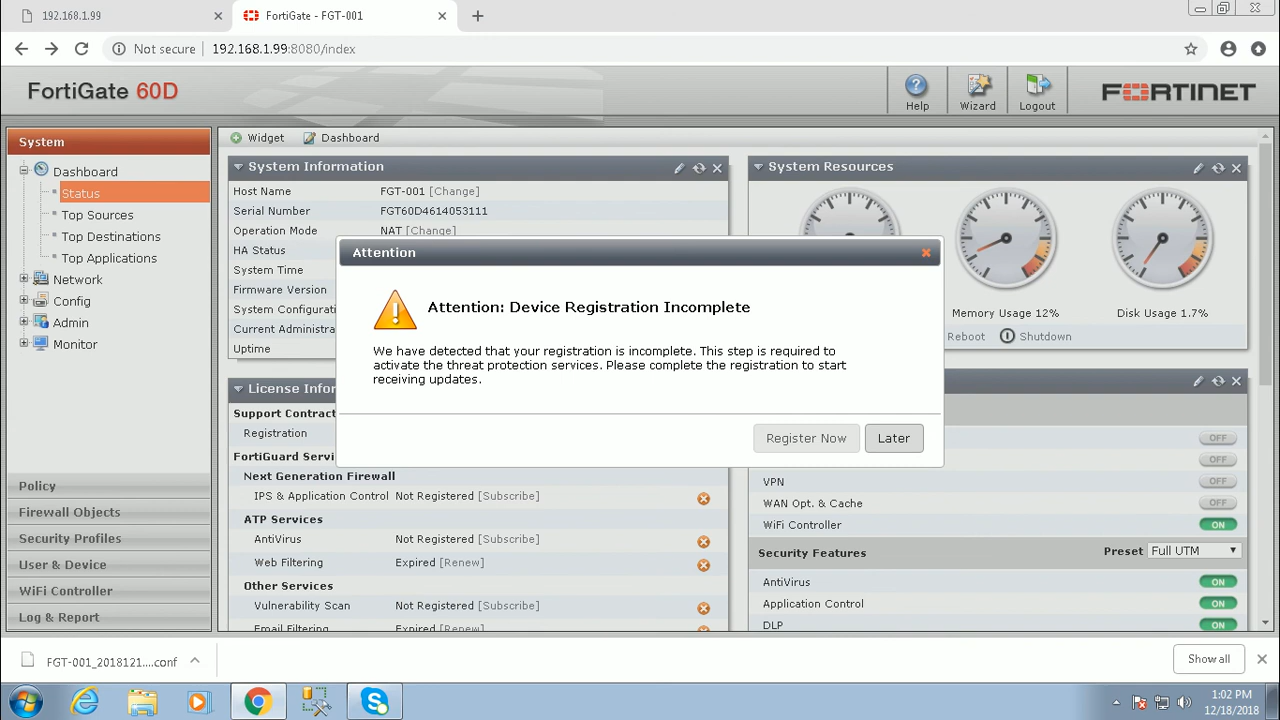 192.168.1.99
FortiGate - FGT-001
Not secure
192.168.1.99:8080/index
FortiGate 60D
Help
Wizard
Logout
FORTINET
System
Dashboard
Status
Top Sources
Top Destinations
Top Applications
Network
Config
Admin
Monitor
Policy
Firewall Objects
Security Profiles
User & Device
WiFi Controller
Log & Report
Widget
Dashboard
System Information
Host Name FGT-001 [Change]
Serial Number FGT60D4614053111
Operation Mode NAT [Change]
HA Status
System Time
Firmware Version
System Configurati
Current Administra
Uptime
System Resources
Memory Usage 12%
Disk Usage 1.7%
Reboot
Shutdown
Attention
Attention: Device Registration Incomplete
We have detected that your registration is incomplete. This step is required to
activate the threat protection services. Please complete the registration to start
receiving updates.
Register Now
Later
License Infor
Support Contract
Registration
FortiGuard Servi
Next Generation Firewall
IPS & Application Control Not Registered [Subscribe]
ATP Services
AntiVirus Not Registered [Subscribe]
Web Filtering Expired [Renew]
Other Services
Vulnerability Scan Not Registered [Subscribe]
Email Filtering Expired [Renew]
OFF
OFF
VPN OFF
WAN Opt. & Cache OFF
WiFi Controller ON
Security Features Preset Full UTM
AntiVirus ON
Application Control ON
DLP ON
FGT-001_2018121....conf
Show all
1:02 PM
12/18/2018